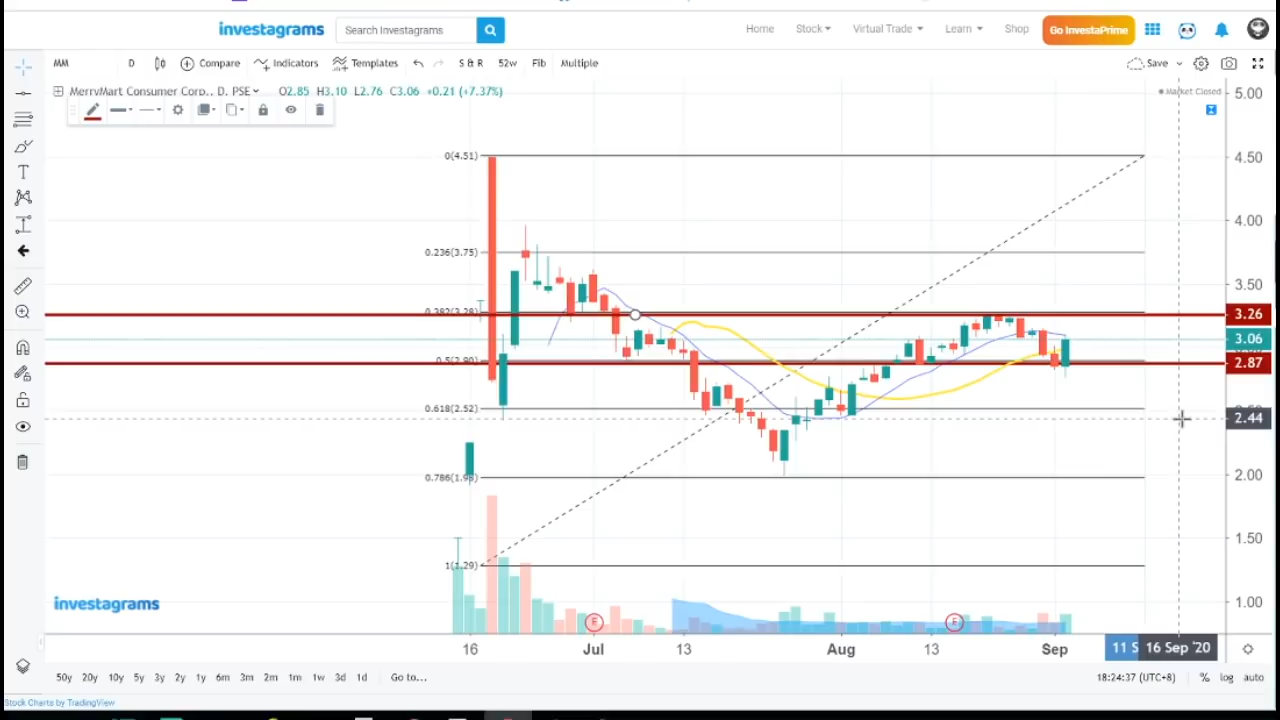 investagrams
Search Investagrams
Home Stock Virtual Trade Learn Shop Go InvestaPrime
MM D Compare Indicators Templates S & R 52w Fib Multiple Save
MerryMart Consumer Corp., D, PSE O2.85 H3.10 L2.76 C3.06 +0.21 (+7.37%)
Market Closed
5.00
0(4.51)
4.50
4.00
0.236(3.75)
3.50
3.26
3.06
0.5(2.90)
2.87
0.618(2.52)
2.44
0.786(1.98)
2.00
1.50
1(1.29)
1.00
investagrams
E E
16 Jul 13 Aug 13 Sep 11 S 16 Sep '20
50y 20y 10y 5y 3y 2y 1y 6m 3m 2m 1m 1w 3d 1d Go to... 18:24:37 (UTC+8) % log auto
Stock Charts by TradingView